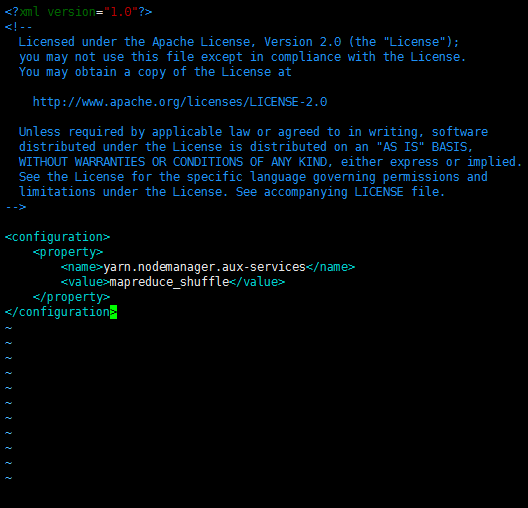 <?xml version="1.0"?>
<!--
  Licensed under the Apache License, Version 2.0 (the "License");
  you may not use this file except in compliance with the License.
  You may obtain a copy of the License at

    http://www.apache.org/licenses/LICENSE-2.0

  Unless required by applicable law or agreed to in writing, software
  distributed under the License is distributed on an "AS IS" BASIS,
  WITHOUT WARRANTIES OR CONDITIONS OF ANY KIND, either express or implied.
  See the License for the specific language governing permissions and
  limitations under the License. See accompanying LICENSE file.
-->

<configuration>
    <property>
        <name>yarn.nodemanager.aux-services</name>
        <value>mapreduce_shuffle</value>
    </property>
</configuration>
~
~
~
~
~
~
~
~
~
~
~